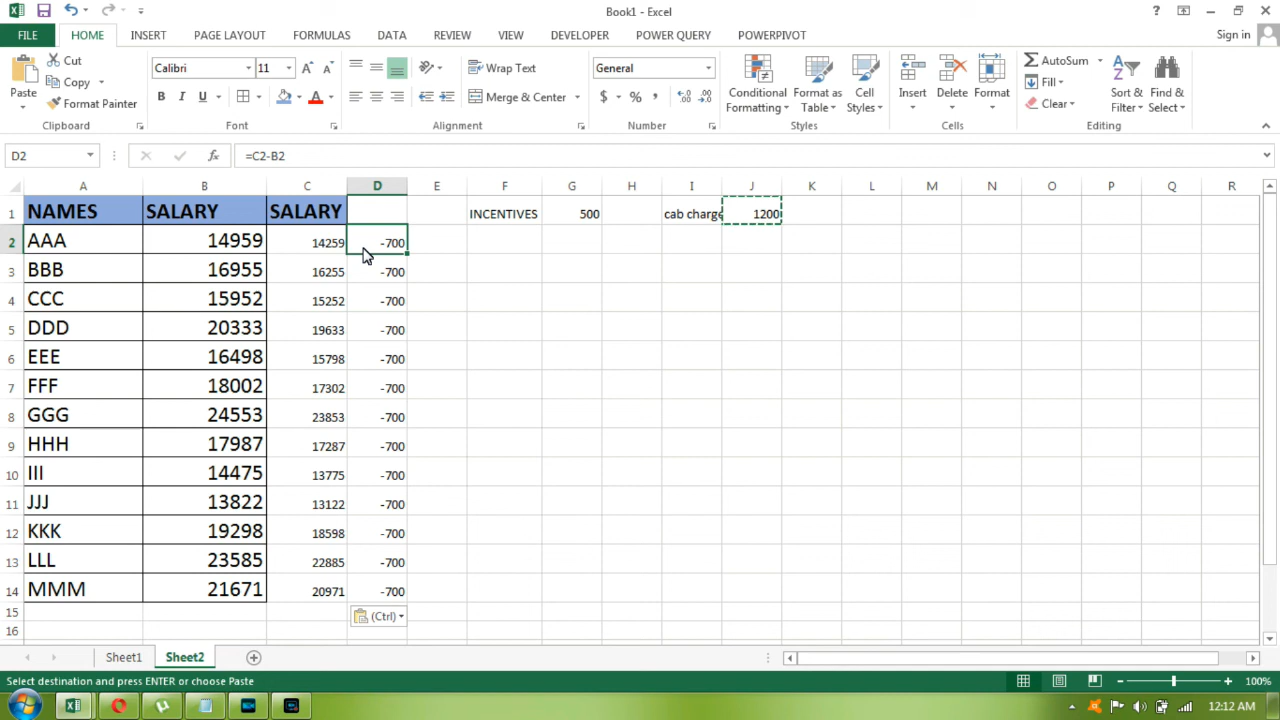 Book1 - Excel
?
FILE HOME INSERT PAGE LAYOUT FORMULAS DATA REVIEW VIEW DEVELOPER POWER QUERY POWERPIVOT Sign in
Paste
Cut
Copy
Format Painter
Clipboard
Calibri 11
B I U
Font
Wrap Text
Merge & Center
Alignment
General
$ % ,
Number
Conditional Formatting
Format as Table
Cell Styles
Styles
Insert Delete Format
Cells
AutoSum
Fill
Clear
Sort & Filter
Find & Select
Editing
D2 fx =C2-B2
A B C D E F G H I J K L M N O P Q R
1 NAMES SALARY SALARY INCENTIVES 500 cab charge 1200
2 AAA 14959 14259 -700
3 BBB 16955 16255 -700
4 CCC 15952 15252 -700
5 DDD 20333 19633 -700
6 EEE 16498 15798 -700
7 FFF 18002 17302 -700
8 GGG 24553 23853 -700
9 HHH 17987 17287 -700
10 III 14475 13775 -700
11 JJJ 13822 13122 -700
12 KKK 19298 18598 -700
13 LLL 23585 22885 -700
14 MMM 21671 20971 -700
15 (Ctrl)
16
Sheet1 Sheet2
Select destination and press ENTER or choose Paste 100%
12:12 AM